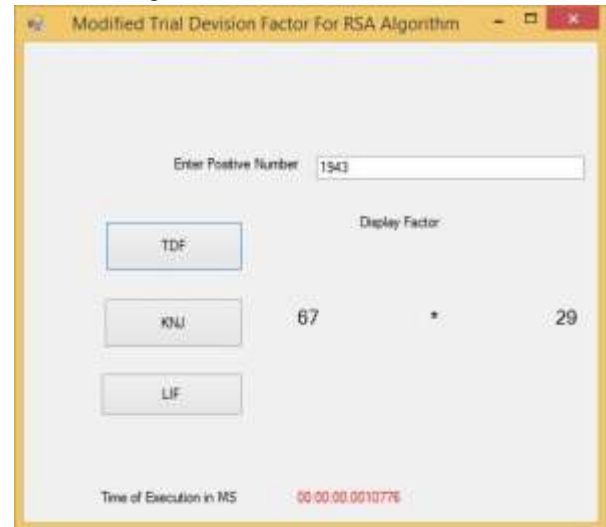 Modified Trial Devision Factor For RSA Algorithm
Enter Positive Number 1943
Display Factor
TDF
KNJ 67 * 29
LIF
Time of Execution in MS 00:00:00.0010776